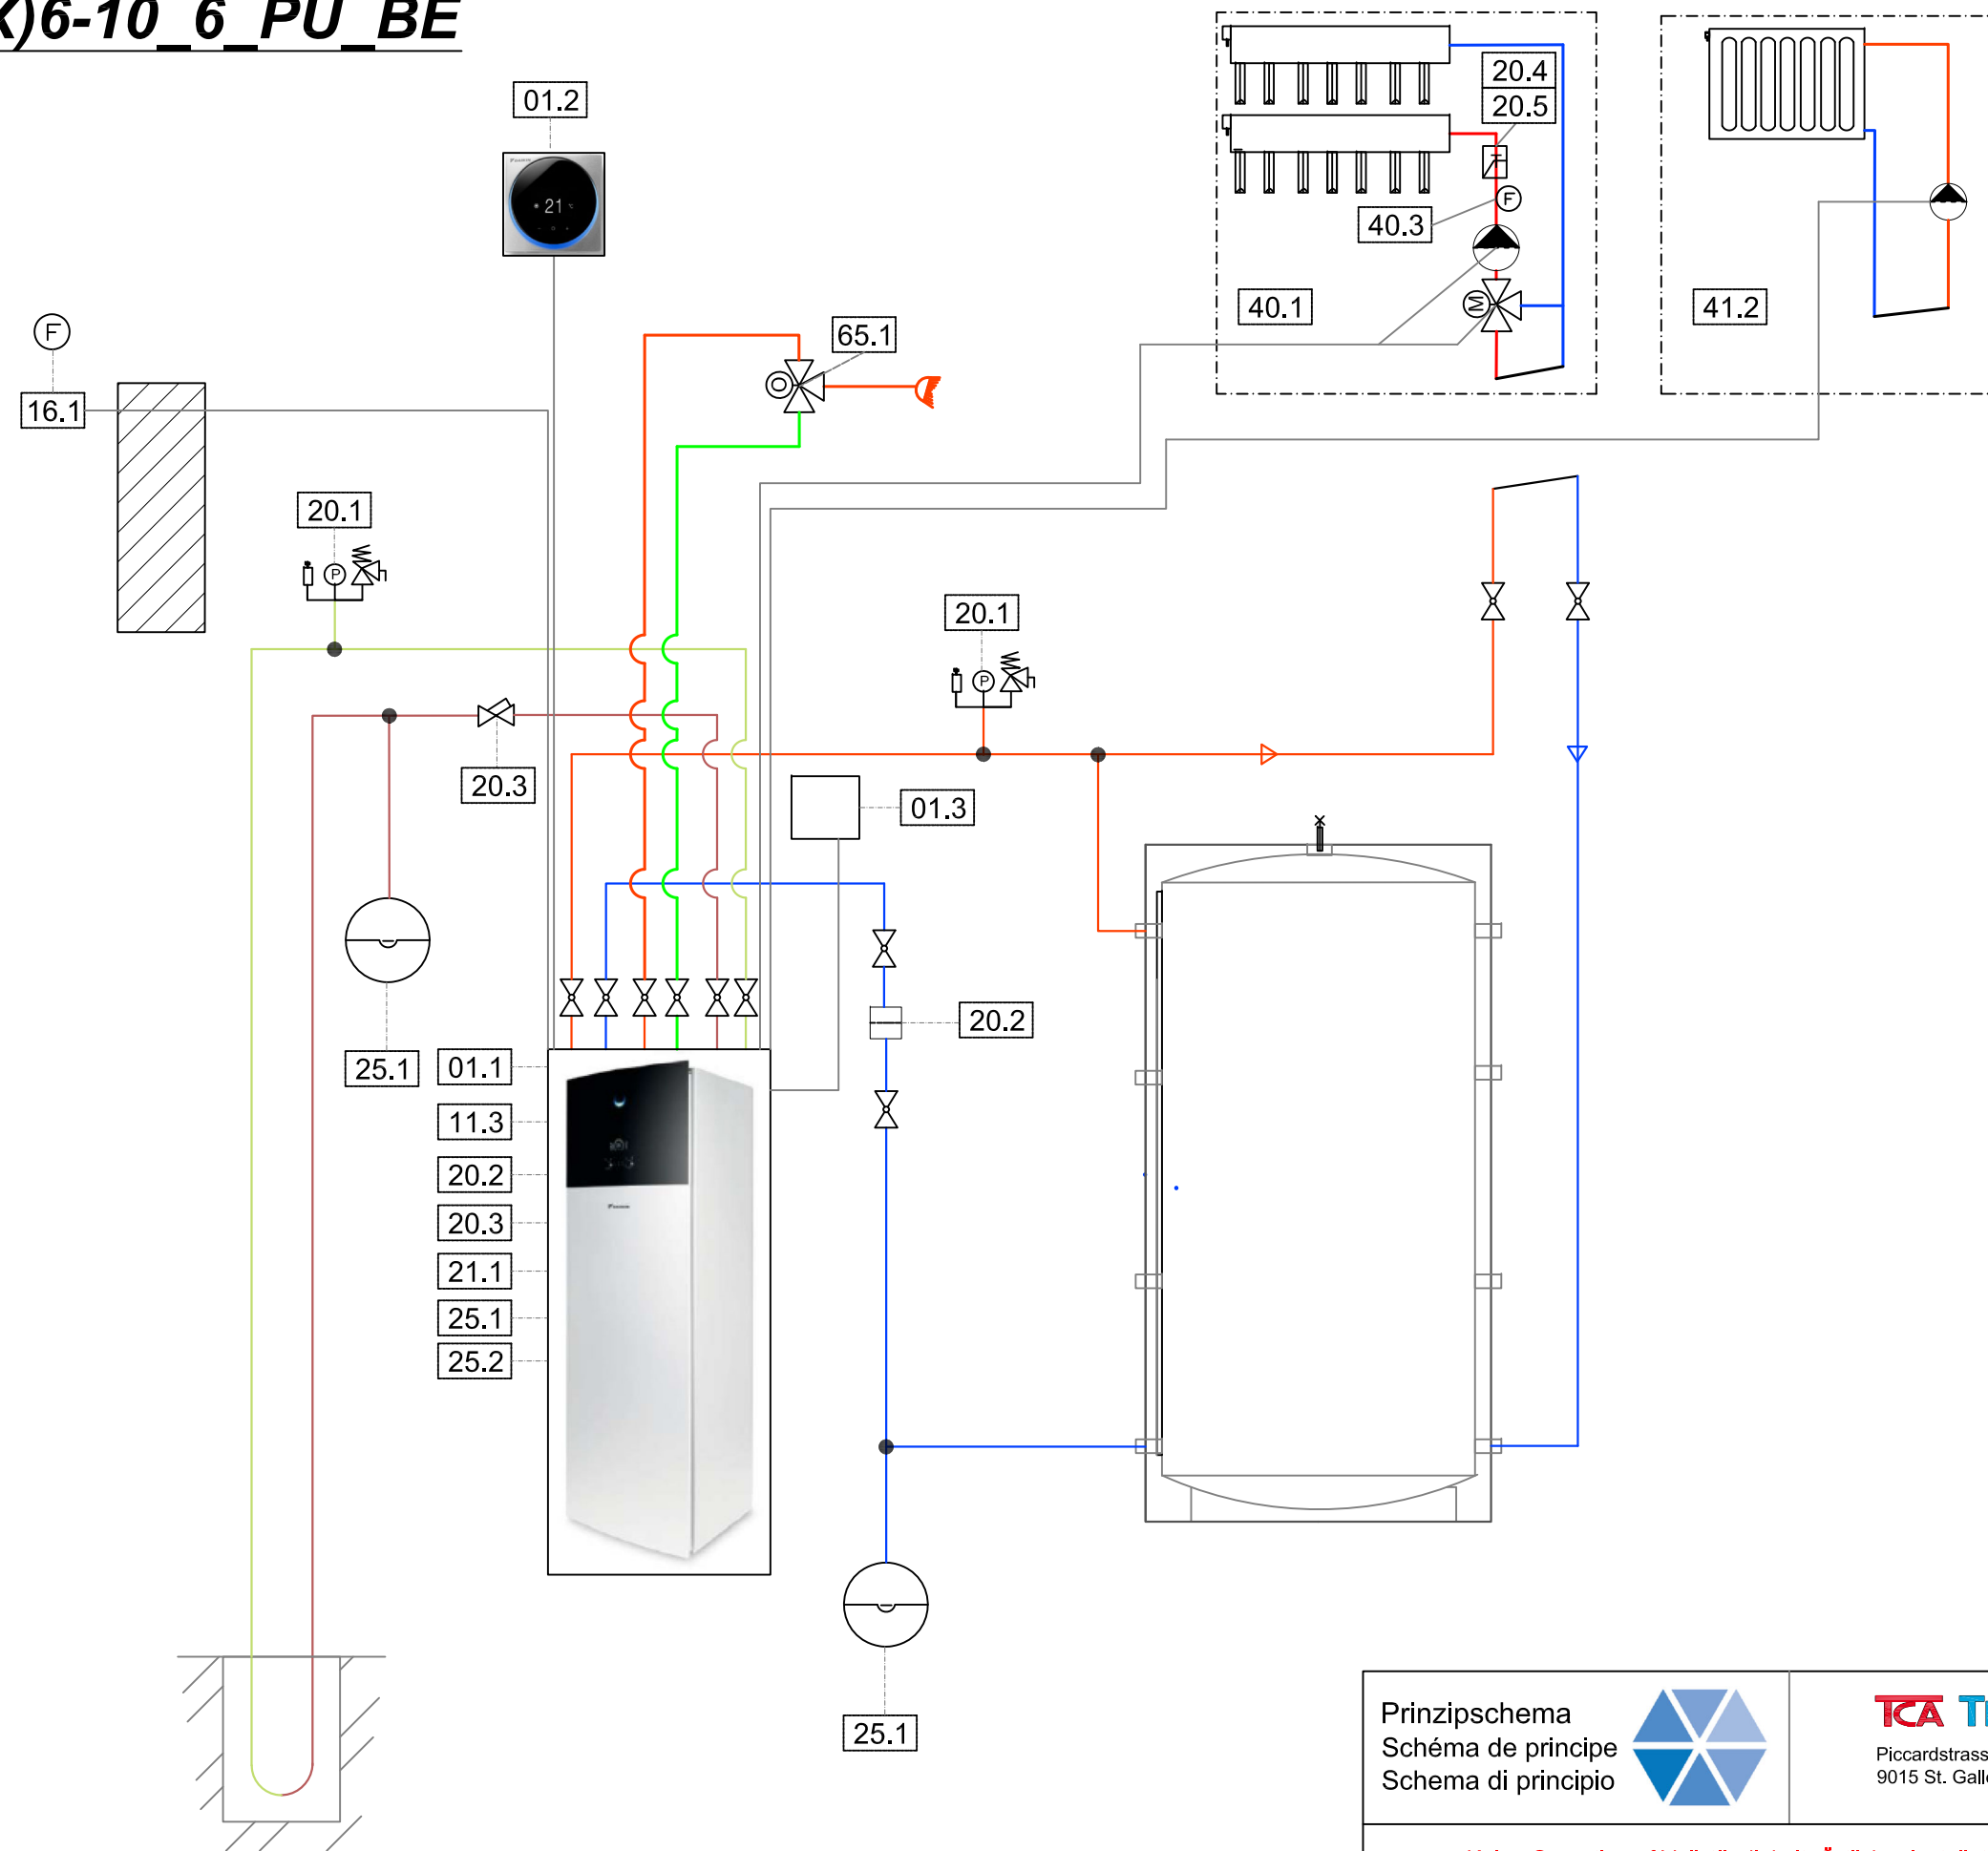 X)6-10_6_PU_BE
01.2
20.4
20.5
40.3
40.1
41.2
DAIKIN
21
F
16.1
65.1
M
F
20.1
P
20.1
P
20.3
01.3
25.1
20.2
01.1
11.3
20.2
20.3
21.1
25.1
25.2
DAIKIN
25.1
Prinzipschema
Schéma de principe
Schema di principio
TCA
Piccardstrass
9015 St. Gall